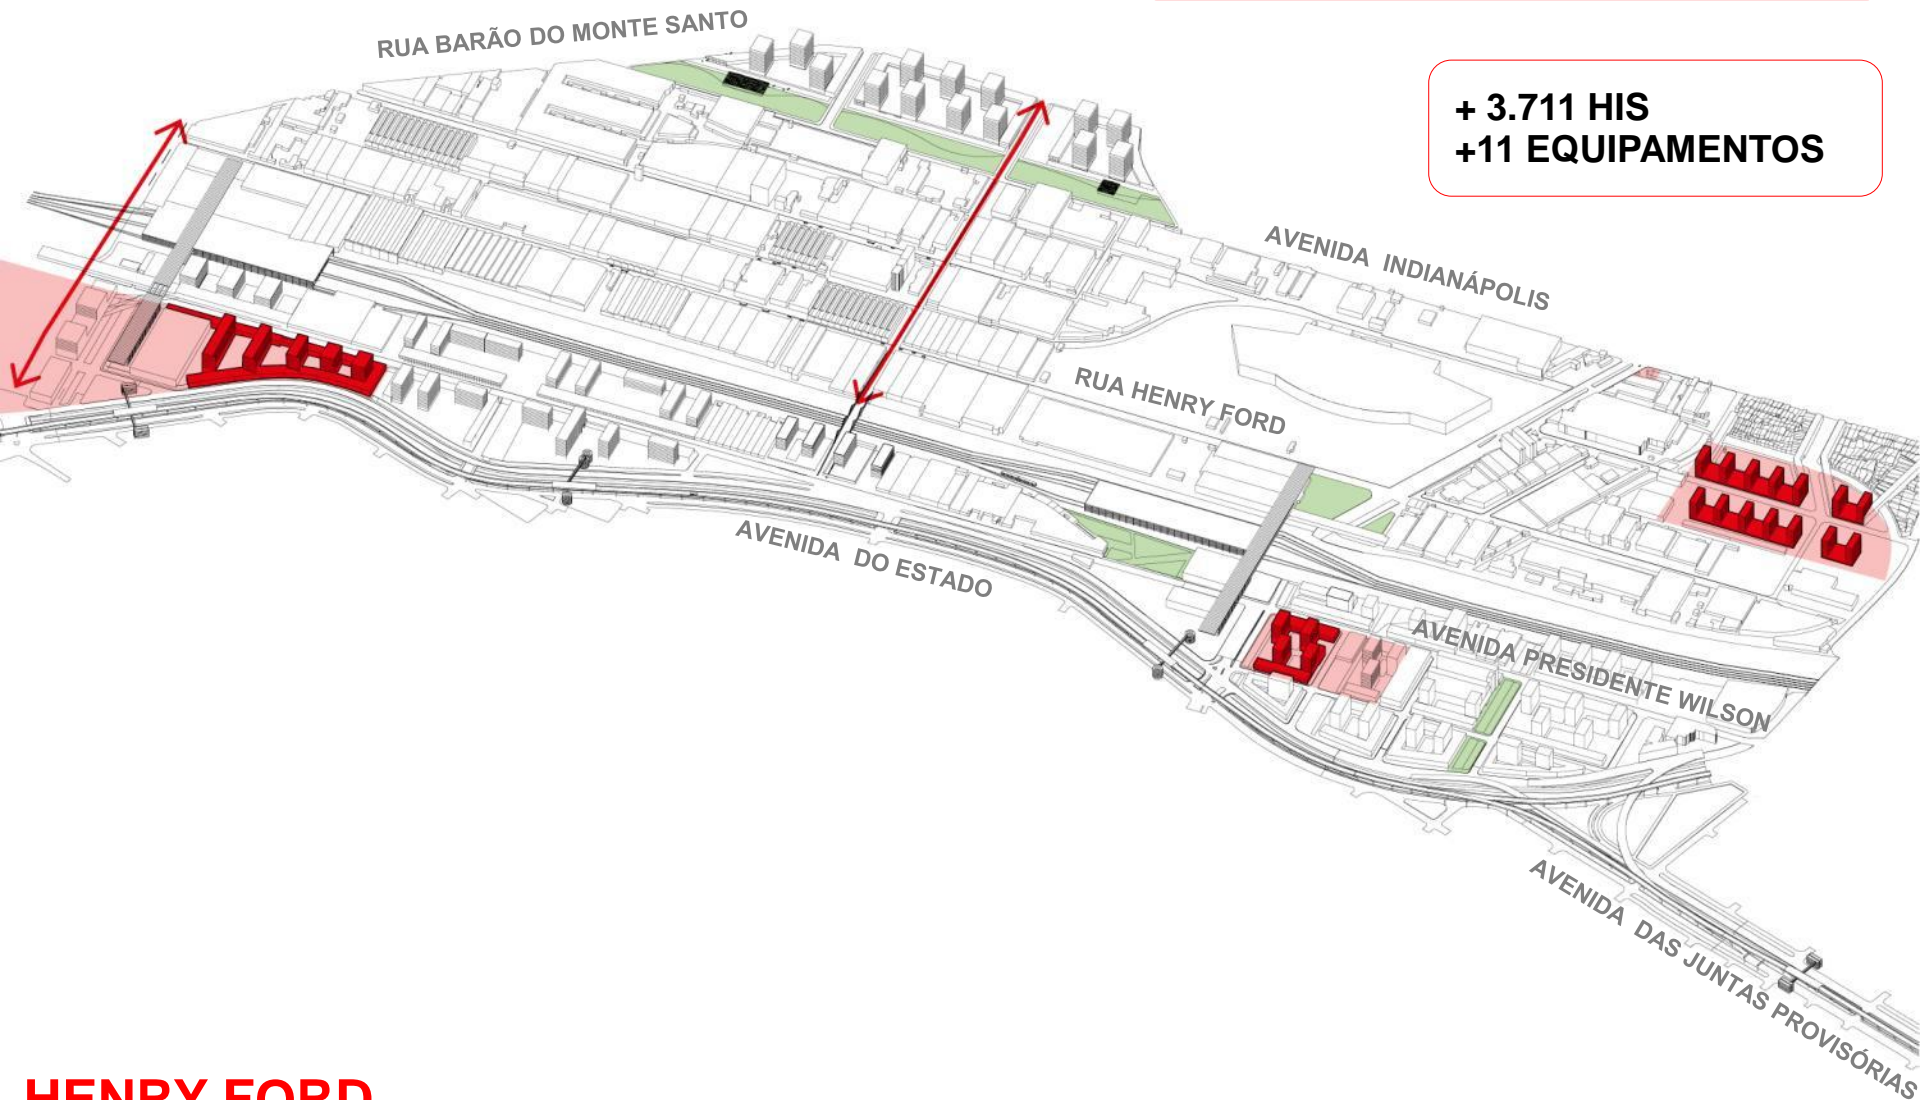 RUA BARÃO DO MONTE SANTO
+ 3.711 HIS
+11 EQUIPAMENTOS
AVENIDA INDIANÁPOLIS
RUA HENRY FORD
AVENIDA DO ESTADO
AVENIDA PRESIDENTE WILSON
AVENIDA DAS JUNTAS PROVISÓRIAS
HENRY FORD